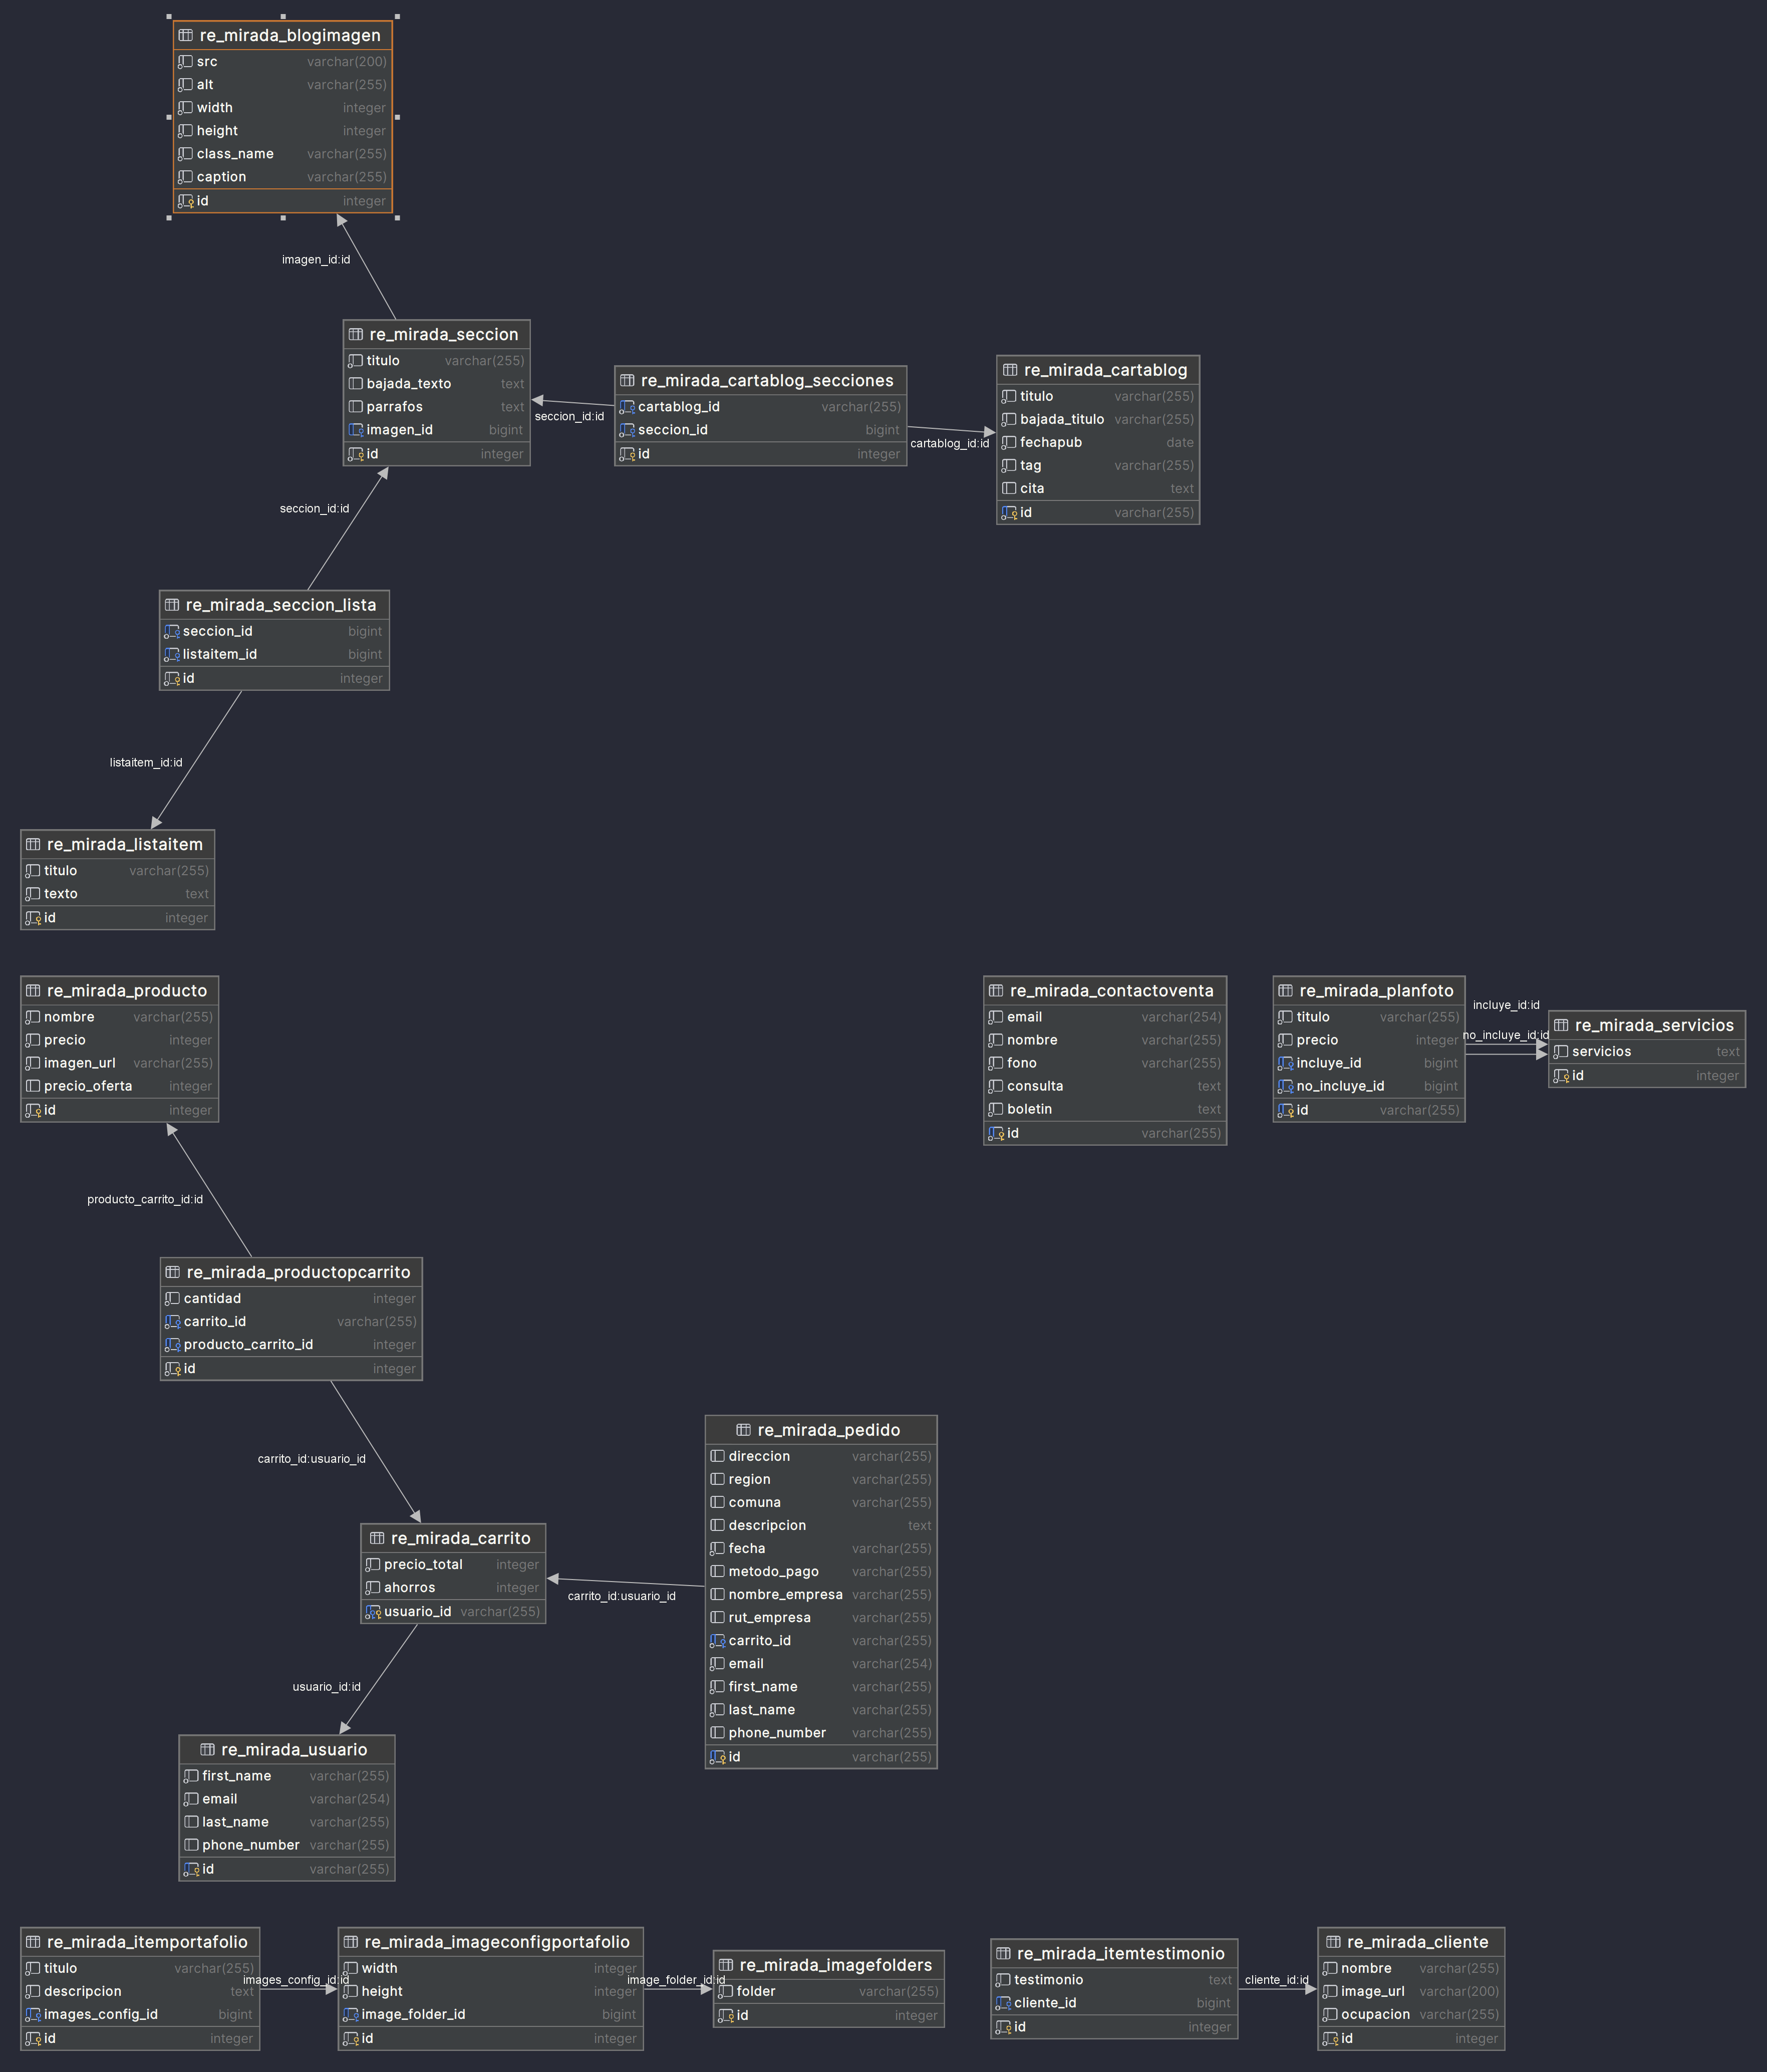 re_mirada_blogimagen
src varchar(200)
alt varchar(255)
width integer
height integer
class_name varchar(255)
caption varchar(255)
id integer
imagen_id:id
re_mirada_seccion
titulo varchar(255)
bajada_texto text
parrafos text
imagen_id bigint
id integer
seccion_id:id
re_mirada_cartablog_secciones
cartablog_id varchar(255)
seccion_id bigint
id integer
cartablog_id:id
re_mirada_cartablog
titulo varchar(255)
bajada_titulo varchar(255)
fechapub date
tag varchar(255)
cita text
id varchar(255)
seccion_id:id
re_mirada_seccion_lista
seccion_id bigint
listaitem_id bigint
id integer
listaitem_id:id
re_mirada_listaitem
titulo varchar(255)
texto text
id integer
re_mirada_producto
nombre varchar(255)
precio integer
imagen_url varchar(255)
precio_oferta integer
id integer
re_mirada_contactoventa
email varchar(254)
nombre varchar(255)
fono varchar(255)
consulta text
boletin text
id varchar(255)
re_mirada_planfoto
titulo varchar(255)
precio integer
incluye_id bigint
no_incluye_id bigint
id varchar(255)
incluye_id:id
no_incluye_id:id
re_mirada_servicios
servicios text
id integer
producto_carrito_id:id
re_mirada_productopcarrito
cantidad integer
carrito_id varchar(255)
producto_carrito_id integer
id integer
carrito_id:usuario_id
re_mirada_carrito
precio_total integer
ahorros integer
usuario_id varchar(255)
carrito_id:usuario_id
re_mirada_pedido
direccion varchar(255)
region varchar(255)
comuna varchar(255)
descripcion text
fecha varchar(255)
metodo_pago varchar(255)
nombre_empresa varchar(255)
rut_empresa varchar(255)
carrito_id varchar(255)
email varchar(254)
first_name varchar(255)
last_name varchar(255)
phone_number varchar(255)
id varchar(255)
usuario_id:id
re_mirada_usuario
first_name varchar(255)
email varchar(254)
last_name varchar(255)
phone_number varchar(255)
id varchar(255)
re_mirada_itemportafolio
titulo varchar(255)
descripcion text
images_config_id bigint
id integer
images_config_id:id
re_mirada_imageconfigportafolio
width integer
height integer
image_folder_id bigint
id integer
image_folder_id:id
re_mirada_imagefolders
folder varchar(255)
id integer
re_mirada_itemtestimonio
testimonio text
cliente_id bigint
id integer
cliente_id:id
re_mirada_cliente
nombre varchar(255)
image_url varchar(200)
ocupacion varchar(255)
id integer